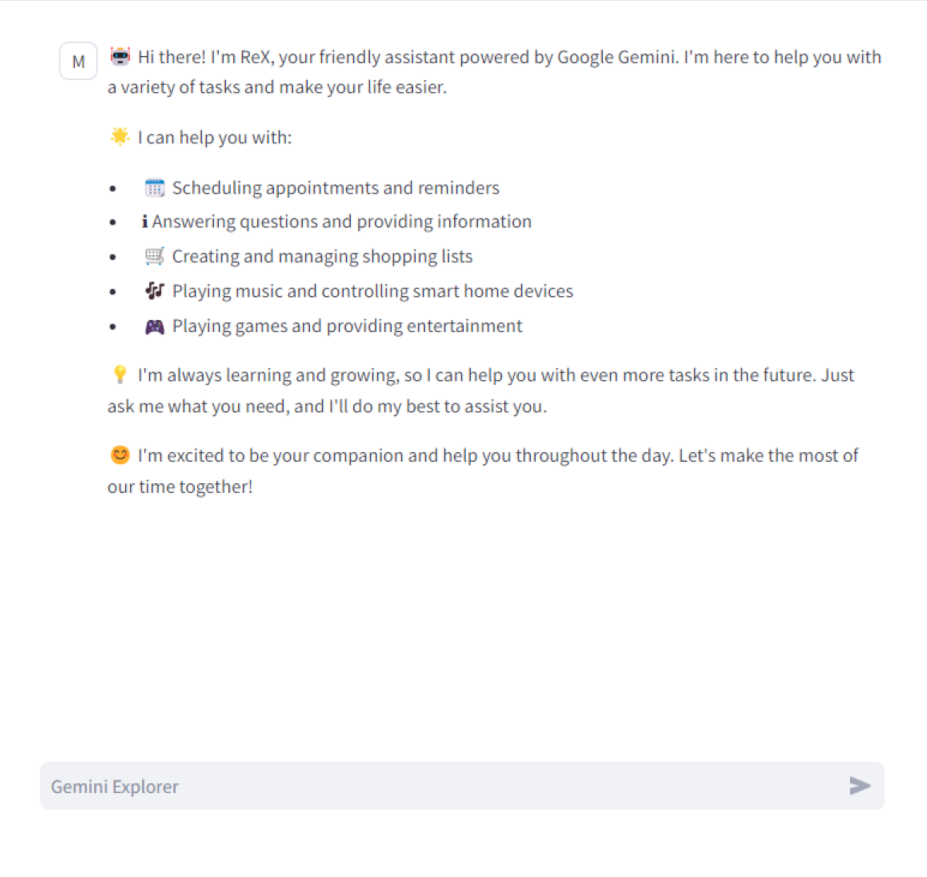 M
🤖 Hi there! I'm ReX, your friendly assistant powered by Google Gemini. I'm here to help you with
a variety of tasks and make your life easier.
🌟 I can help you with:
• 🗓️ Scheduling appointments and reminders
• ℹ Answering questions and providing information
• 🛒 Creating and managing shopping lists
• 🎶 Playing music and controlling smart home devices
• 🎮 Playing games and providing entertainment
💡 I'm always learning and growing, so I can help you with even more tasks in the future. Just
ask me what you need, and I'll do my best to assist you.
😊 I'm excited to be your companion and help you throughout the day. Let's make the most of
our time together!
Gemini Explorer